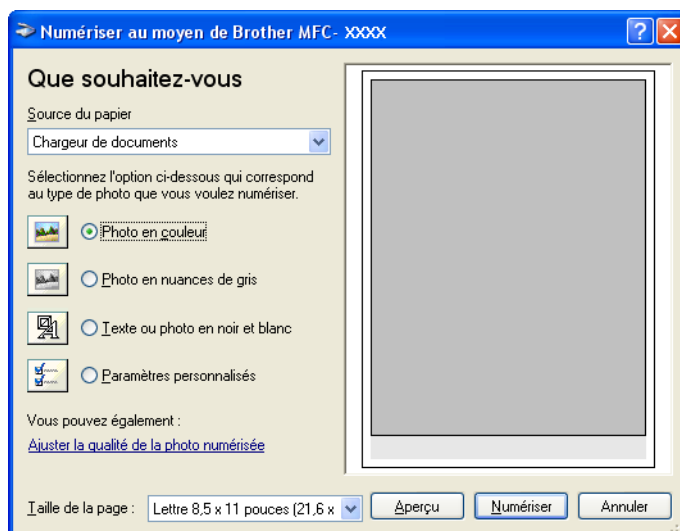 Numériser au moyen de Brother MFC- XXXX
Que souhaitez-vous
Source du papier
Chargeur de documents
Sélectionnez l'option ci-dessous qui correspond
au type de photo que vous voulez numériser.
Photo en couleur
Photo en nuances de gris
Texte ou photo en noir et blanc
Paramètres personnalisés
Vous pouvez également :
Ajuster la qualité de la photo numérisée
Taille de la page : Lettre 8,5 x 11 pouces (21,6 x Aperçu Numériser Annuler